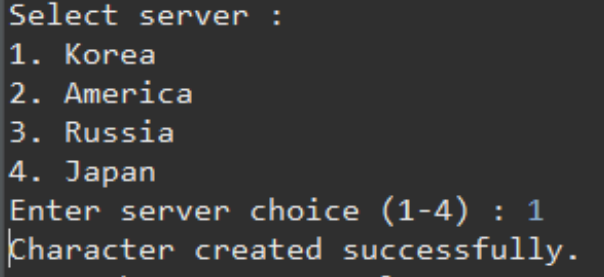 Select server :
1. Korea
2. America
3. Russia
4. Japan
Enter server choice (1-4) : 1
Character created successfully.